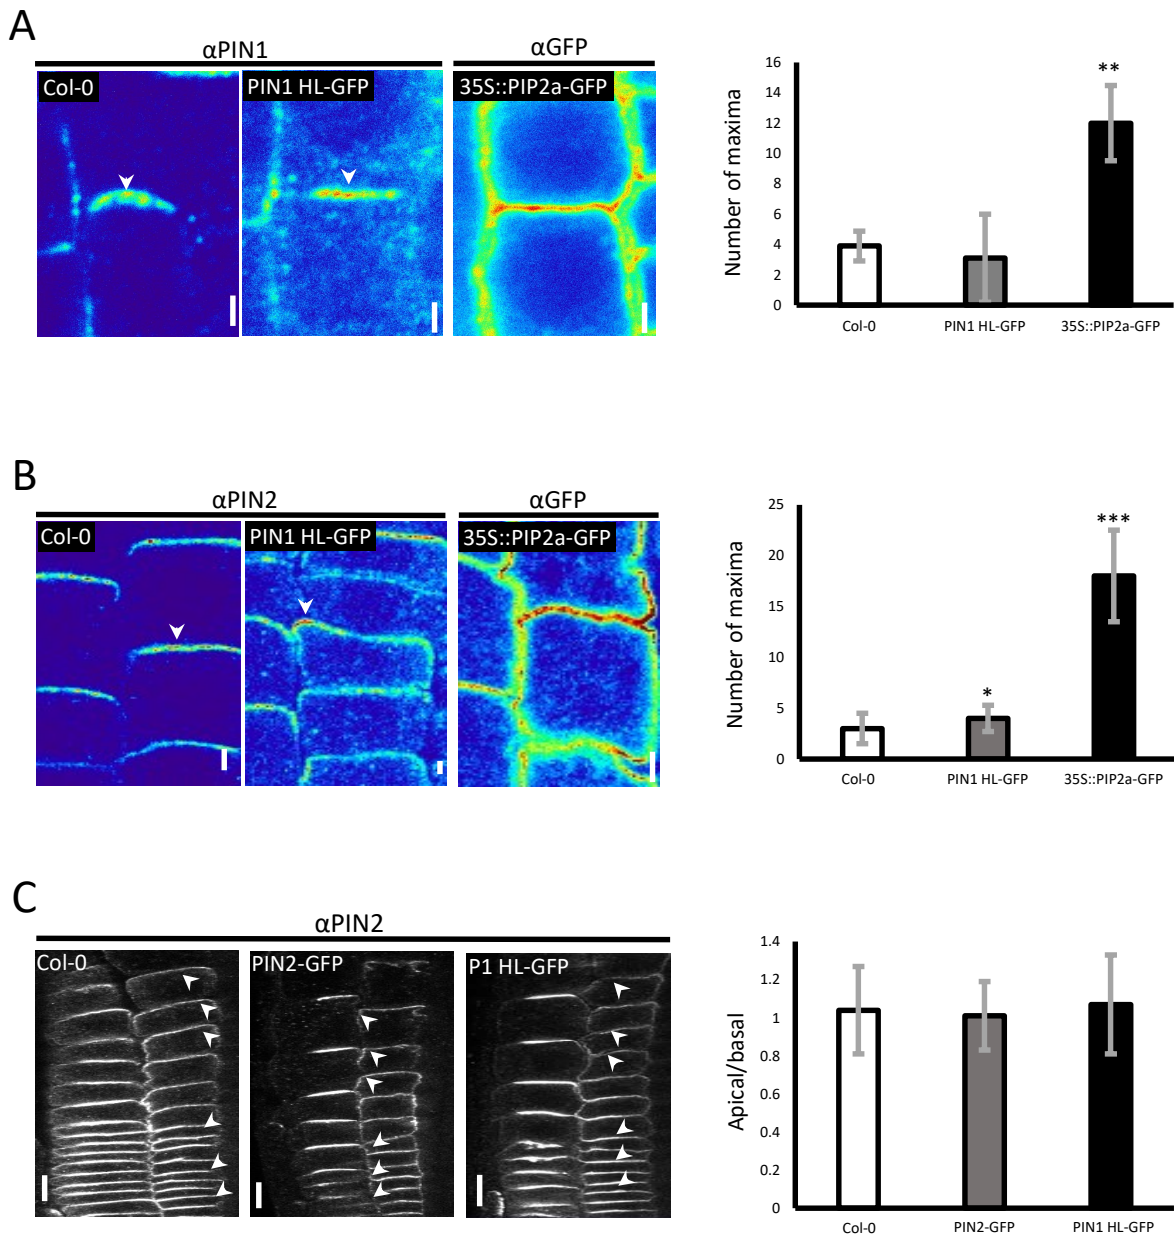 A
αPIN1
αGFP
Col-0
PIN1 HL-GFP
35S::PIP2a-GFP
Number of maxima
16
14
12
10
8
6
4
2
0
**
Col-0
PIN1 HL-GFP
35S::PIP2a-GFP
B
αPIN2
αGFP
Col-0
PIN1 HL-GFP
35S::PIP2a-GFP
Number of maxima
25
20
15
10
5
0
*
***
Col-0
PIN1 HL-GFP
35S::PIP2a-GFP
C
αPIN2
Col-0
PIN2-GFP
P1 HL-GFP
Apical/basal
1.4
1.2
1
0.8
0.6
0.4
0.2
0
Col-0
PIN2-GFP
PIN1 HL-GFP